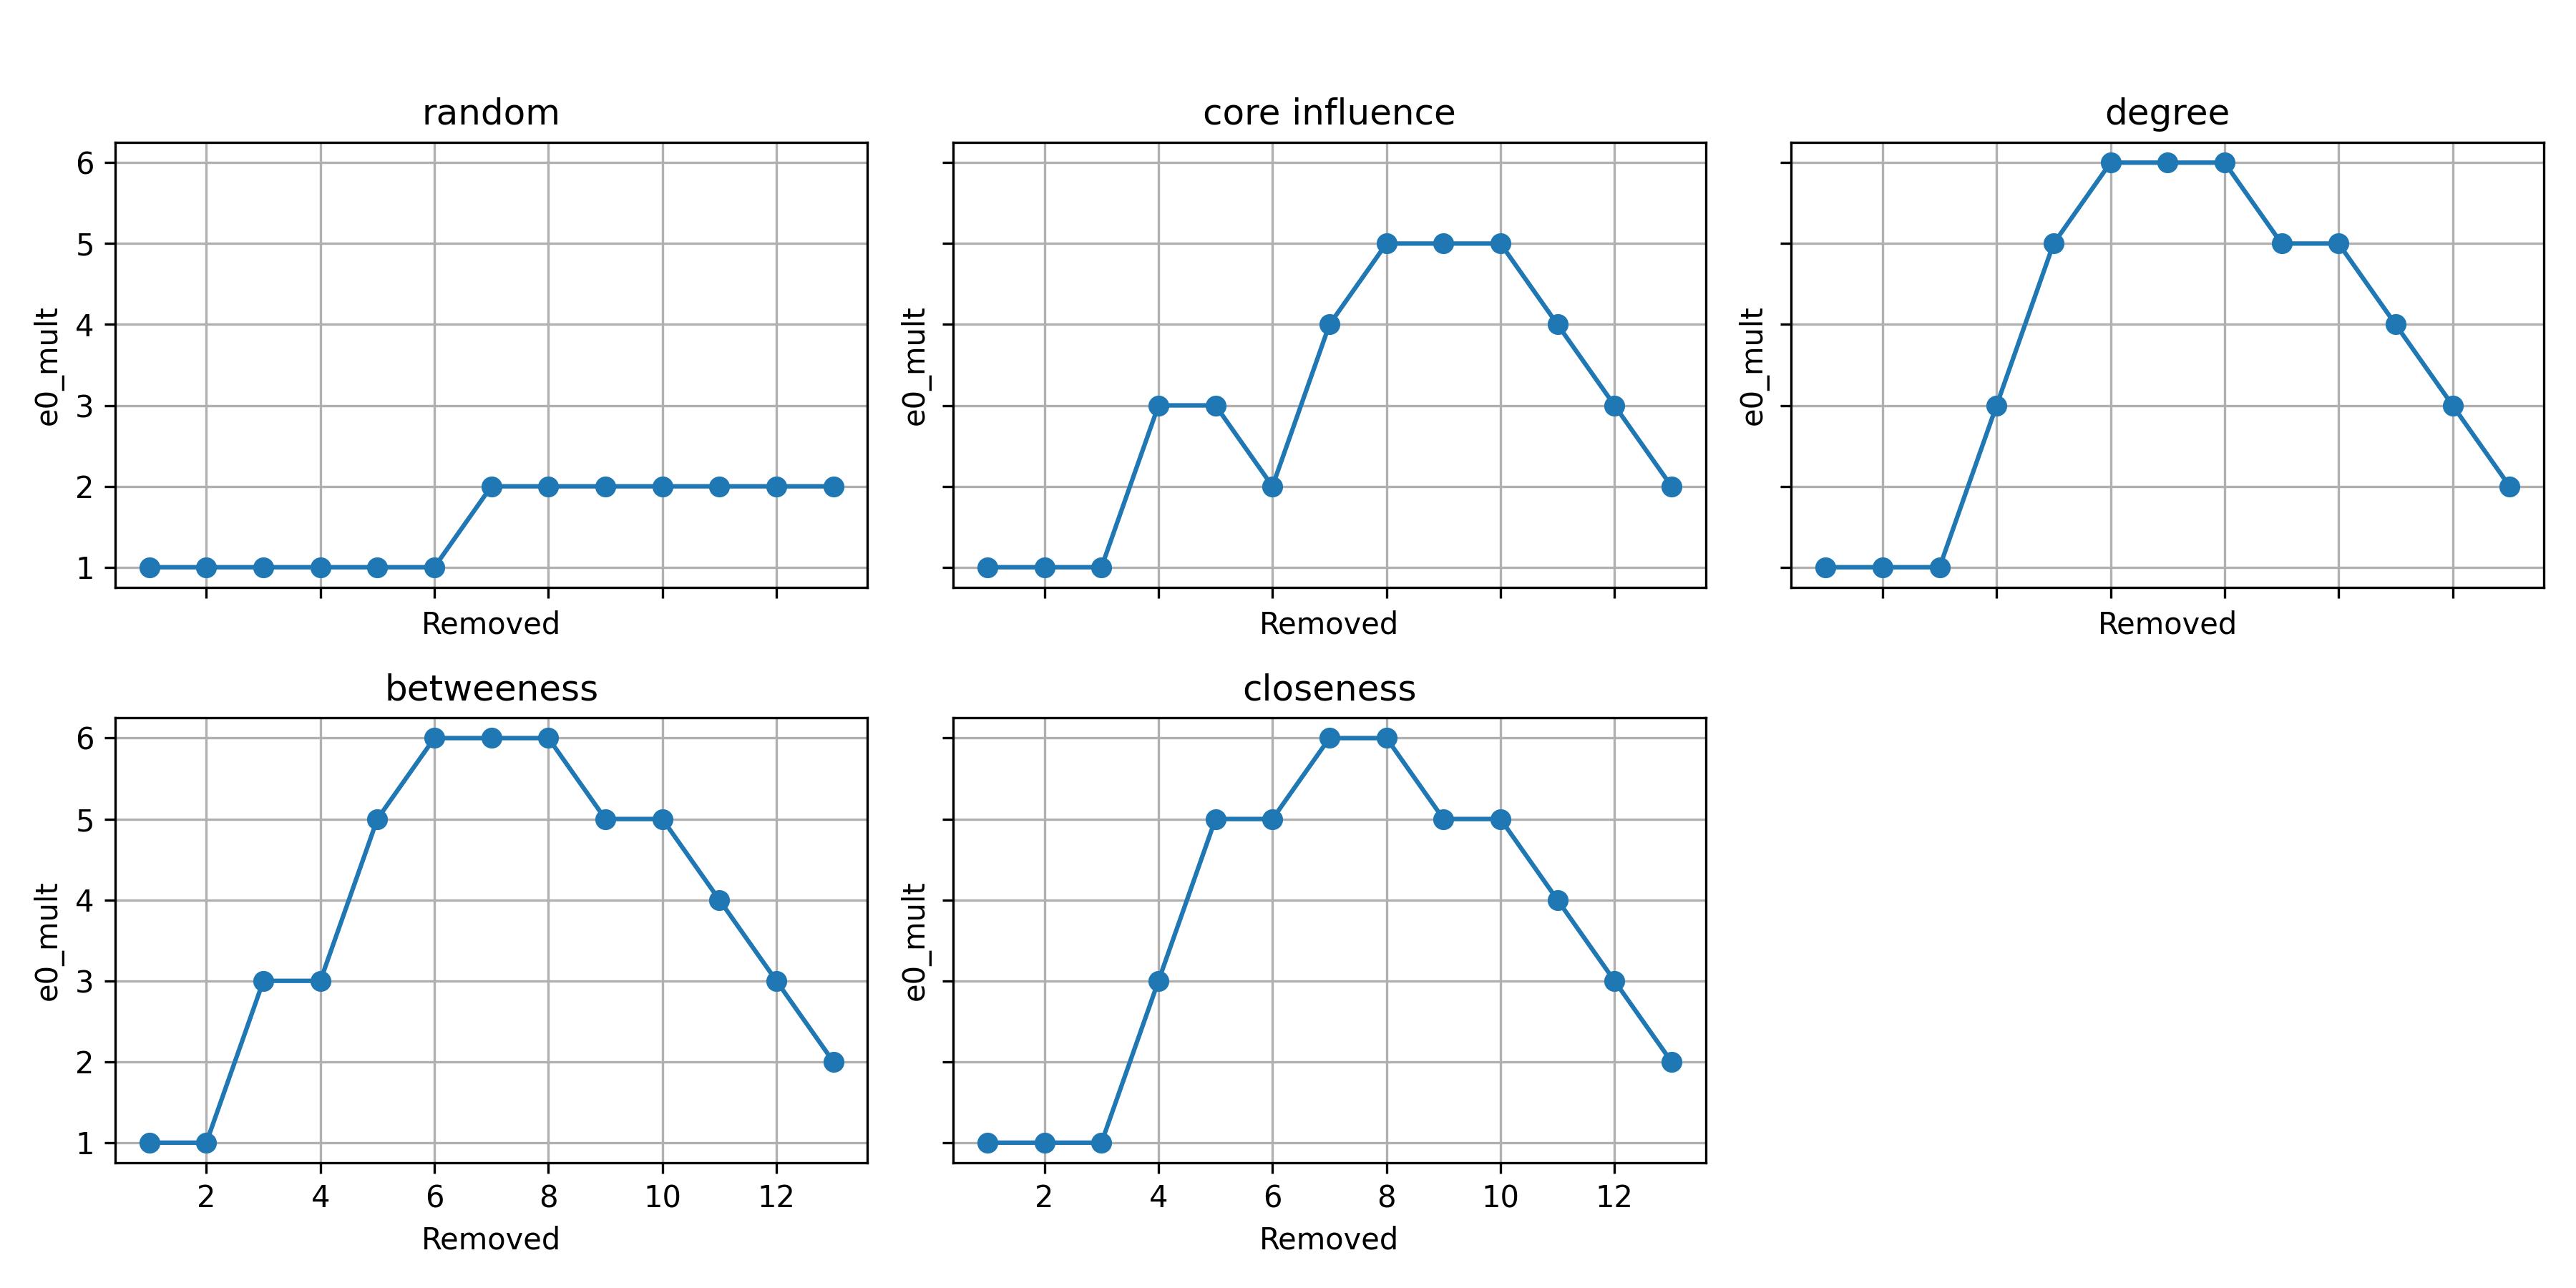 random
core influence
degree
6
5
4
3
2
1
e0_mult
e0_mult
e0_mult
Removed
Removed
Removed
betweeness
closeness
6
5
4
3
2
1
e0_mult
e0_mult
2 4 6 8 10 12
2 4 6 8 10 12
Removed
Removed